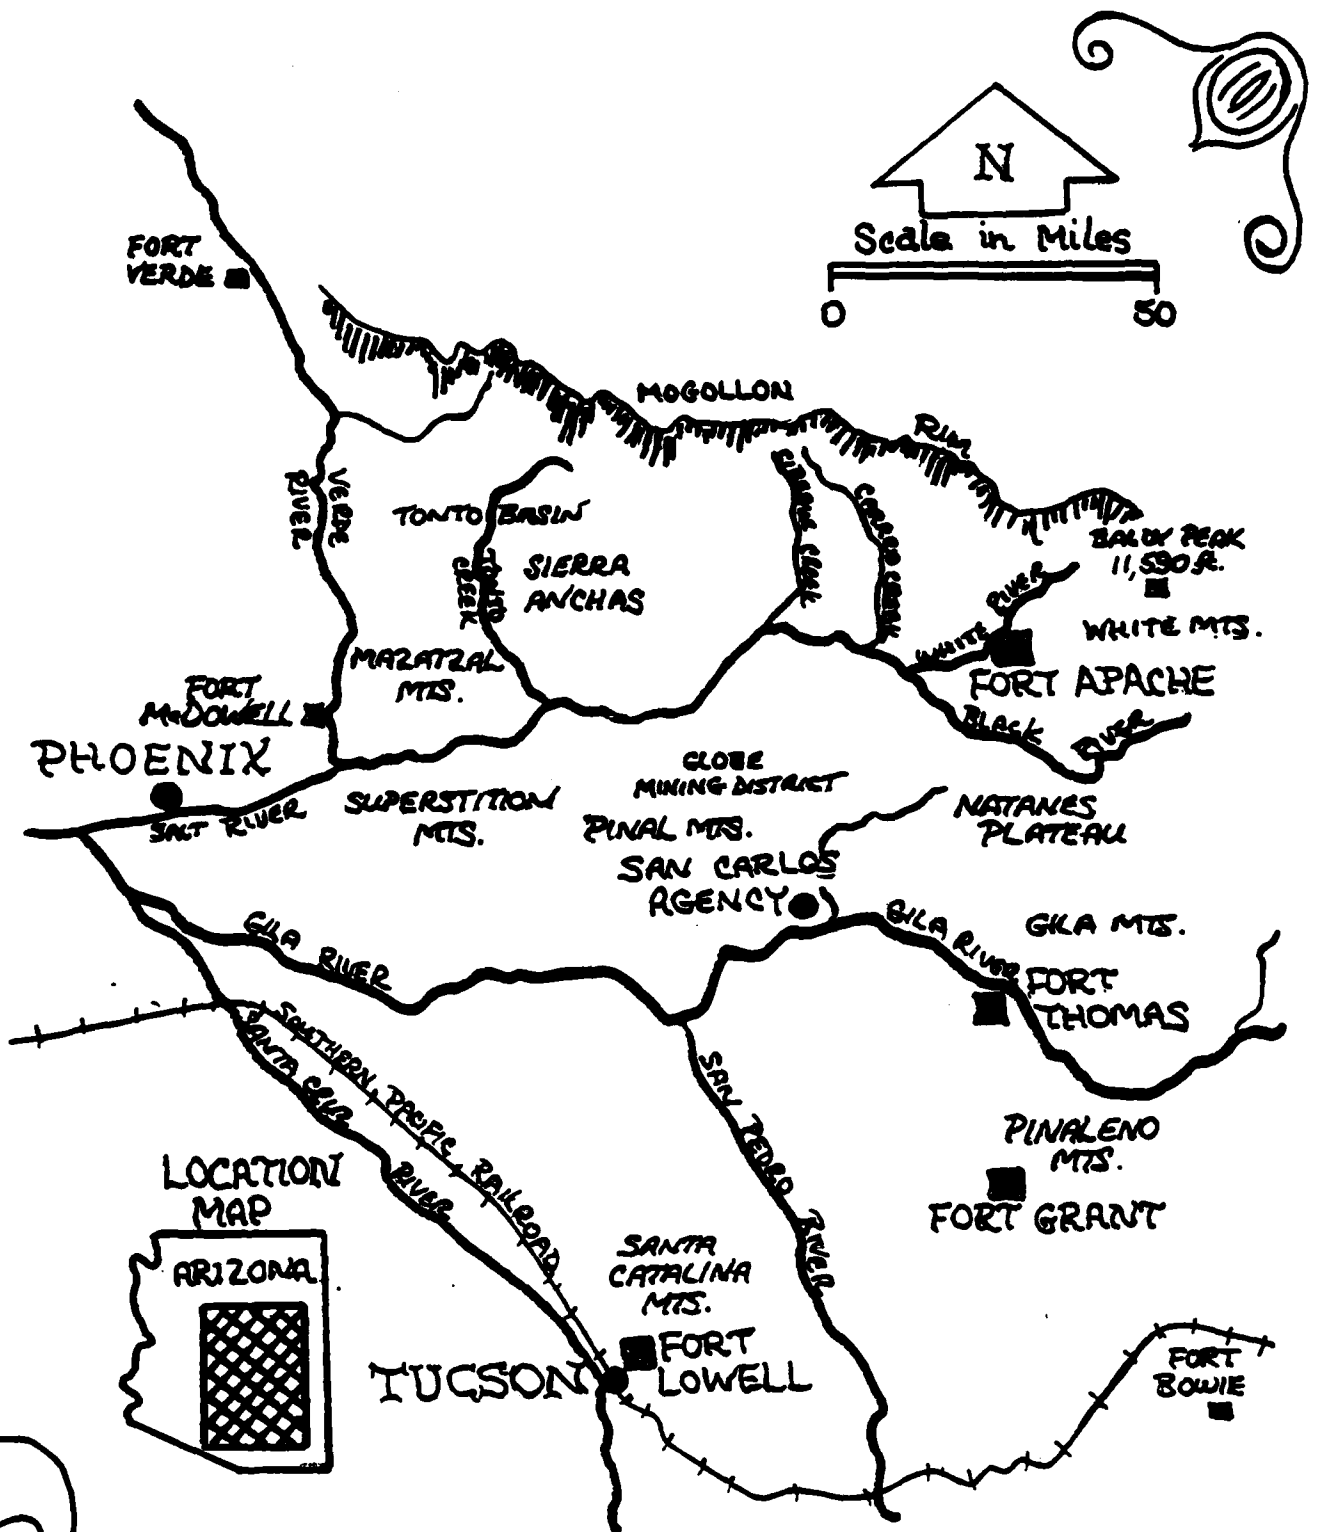 N
Scale in Miles
0 50
FORT
VERDE
MOGOLLON
RIM
VERDE
RIVER
TONTO BASIN
TONTO
CREEK
SIERRA
ANCHAS
CIBECUE CREEK
CARRIZO CREEK
BALDY PEAK
11,590 ft.
WHITE RIVER
WHITE MTS.
MAZATZAL
MTS.
FORT APACHE
FORT
McDOWELL
BLACK RIVER
PHOENIX
GLOBE
MINING DISTRICT
SUPERSTITION
MTS.
NATANES
PLATEAU
SALT RIVER
PINAL MTS.
SAN CARLOS
AGENCY
GILA RIVER
GILA RIVER
GILA MTS.
FORT
THOMAS
SOUTHERN PACIFIC RAILROAD
SANTA CRUZ RIVER
SAN PEDRO RIVER
PINALENO
MTS.
LOCATION
MAP
FORT GRANT
ARIZONA
SANTA
CATALINA
MTS.
FORT
LOWELL
TUCSON
FORT
BOWIE